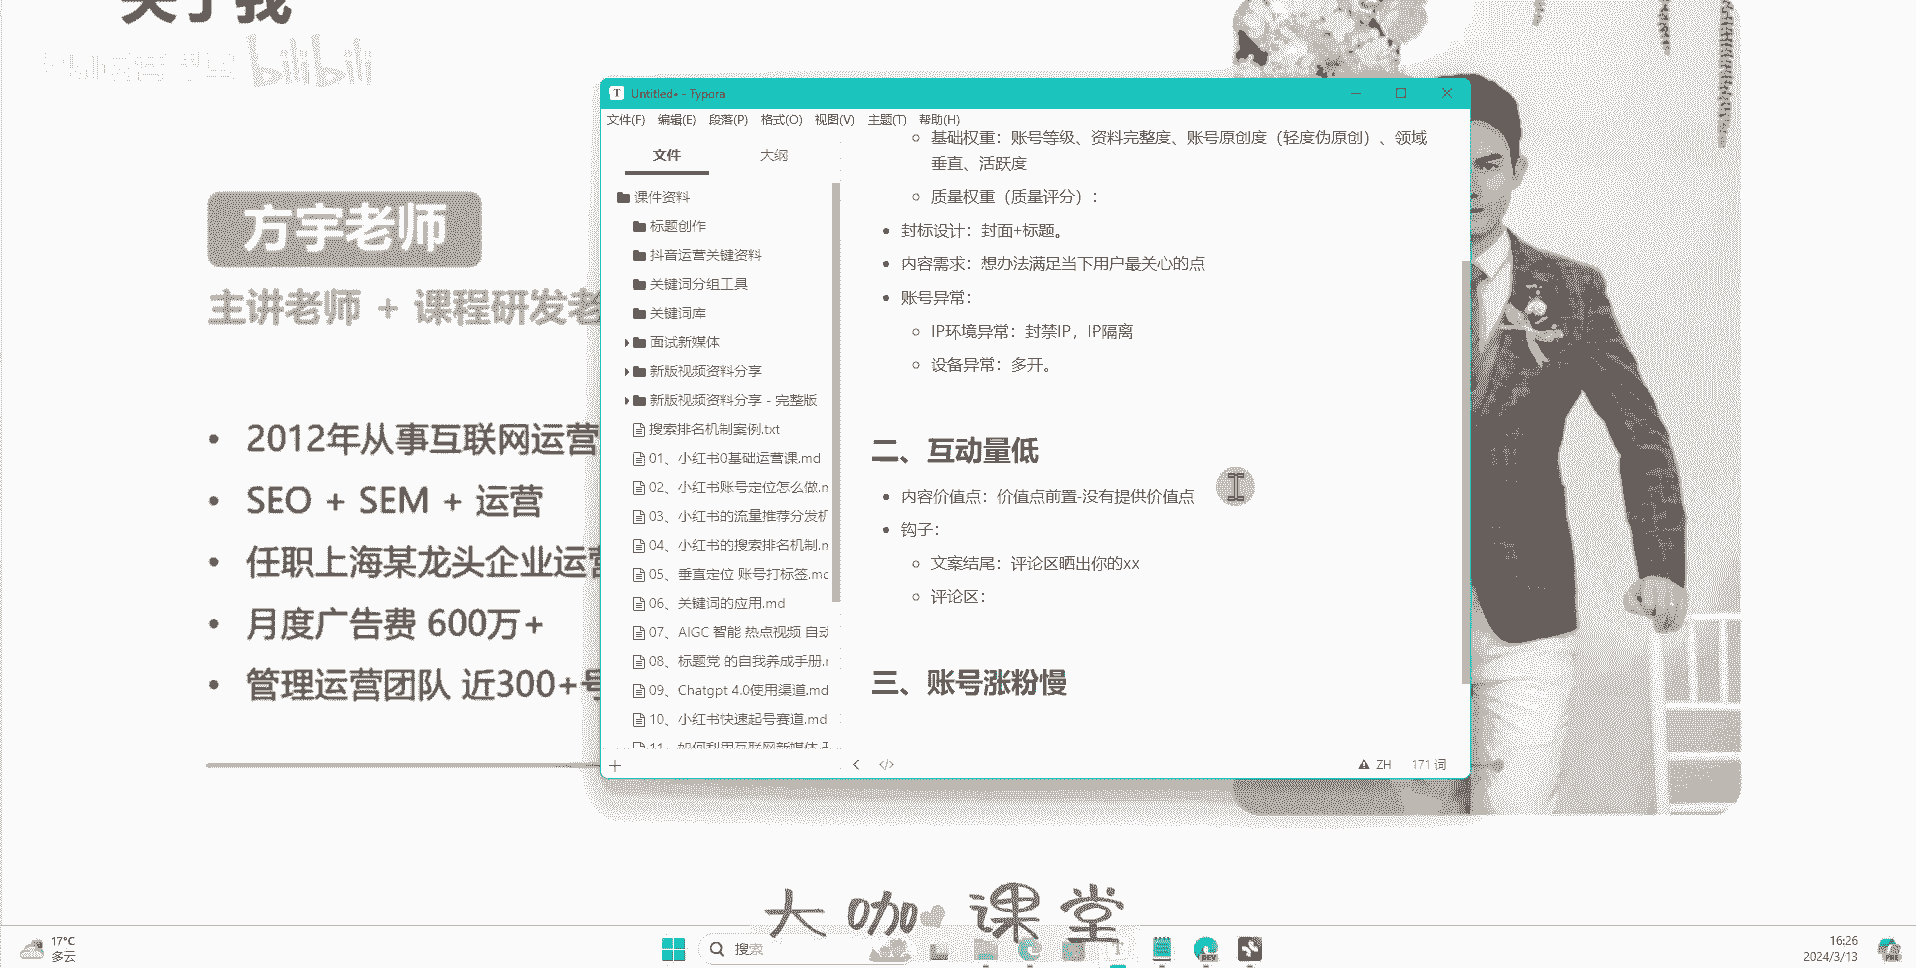 关于我
bilibili
方宇老师
主讲老师 + 课程研发老
2012年从事互联网运营
SEO + SEM + 运营
任职上海某龙头企业运营
月度广告费 600万+
管理运营团队 近300+号
Untitled• - Typora
文件(F) 编辑(E) 段落(P) 格式(O) 视图(V) 主题(T) 帮助(H)
文件 大纲
课件资料
标题创作
抖音运营关键资料
关键词分组工具
关键词库
面试新媒体
新版视频资料分享
新版视频资料分享 - 完整版
搜索排名机制案例.txt
01、小红书0基础运营课.md
02、小红书账号定位怎么做.m
03、小红书的流量推荐分发机
04、小红书的搜索排名机制.m
05、垂直定位 账号打标签.md
06、关键词的应用.md
07、AIGC 智能 热点视频 自动
08、标题党 的自我养成手册.m
09、Chatgpt 4.0使用渠道.md
10、小红书快速起号赛道.md
11、如何利用互联网新媒体
基础权重：账号等级、资料完整度、账号原创度（轻度伪原创）、领域
垂直、活跃度
质量权重（质量评分）：
封标设计：封面+标题。
内容需求：想办法满足当下用户最关心的点
账号异常：
IP环境异常：封禁IP，IP隔离
设备异常：多开。
二、互动量低
内容价值点：价值点前置-没有提供价值点
钩子：
文案结尾：评论区晒出你的xx
评论区：
三、账号涨粉慢
ZH 171 词
大咖课堂
17°C
多云
搜索
16:26
2024/3/13